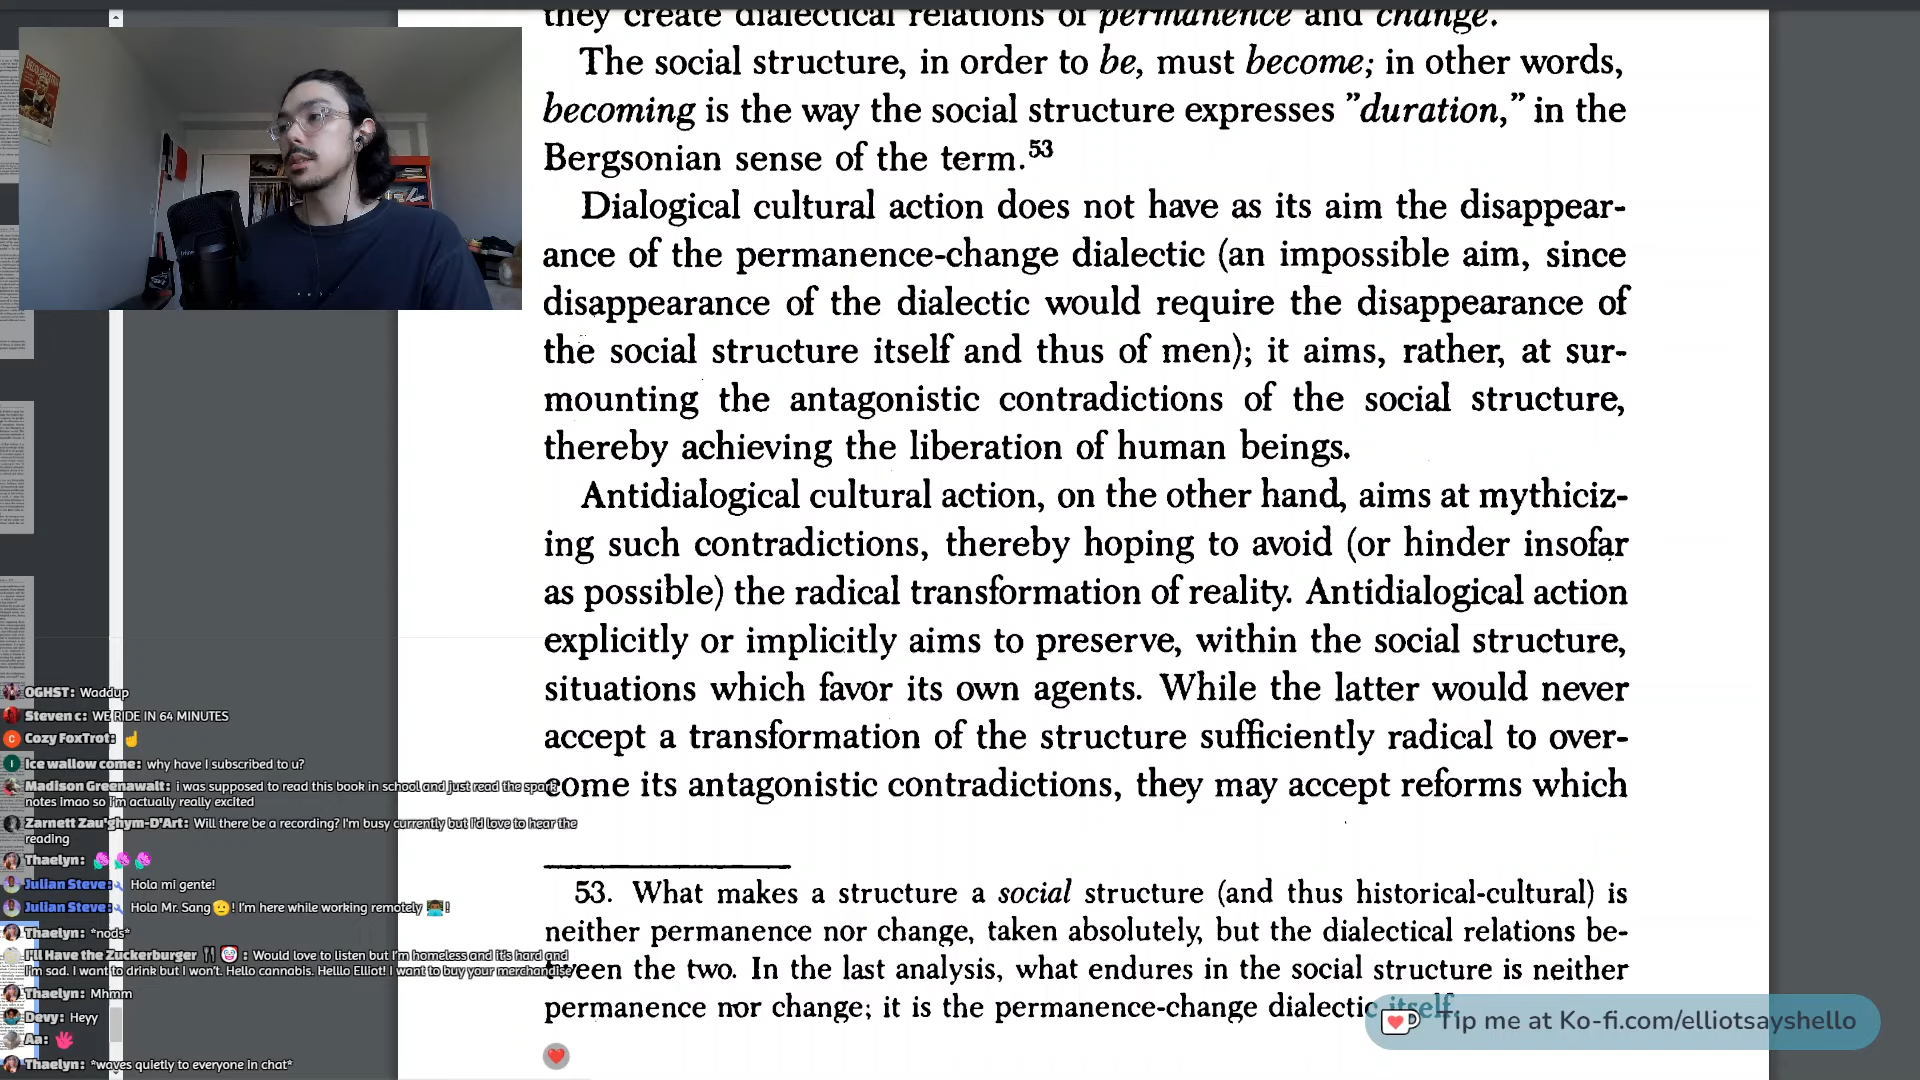 they create dialectical relations of permanence and change.
The social structure, in order to be, must become; in other words,
becoming is the way the social structure expresses "duration," in the
Bergsonian sense of the term.53
Dialogical cultural action does not have as its aim the disappear-
ance of the permanence-change dialectic (an impossible aim, since
disappearance of the dialectic would require the disappearance of
the social structure itself and thus of men); it aims, rather, at sur-
mounting the antagonistic contradictions of the social structure,
thereby achieving the liberation of human beings.
Antidialogical cultural action, on the other hand, aims at mythiciz-
ing such contradictions, thereby hoping to avoid (or hinder insofar
as possible) the radical transformation of reality. Antidialogical action
explicitly or implicitly aims to preserve, within the social structure,
situations which favor its own agents. While the latter would never
accept a transformation of the structure sufficiently radical to over-
come its antagonistic contradictions, they may accept reforms which
53. What makes a structure a social structure (and thus historical-cultural) is
neither permanence nor change, taken absolutely, but the dialectical relations be-
tween the two. In the last analysis, what endures in the social structure is neither
permanence nor change; it is the permanence-change dialectic itself.
OGHST: Waddup
Steven c: WE RIDE IN 64 MINUTES
Cozy FoxTrot: ☝
Ice wallow come: why have I subscribed to u?
Madison Greenawalt: i was supposed to read this book in school and just read the spark
notes lmao so I'm actually really excited
Zarnett Zau'ghym-D'Art: Will there be a recording? I'm busy currently but I'd love to hear the
reading
Thaelyn:
Julian Steve: Hola mi gente!
Julian Steve: Hola Mr. Sang! I'm here while working remotely !
Thaelyn: *nods*
I'll Have the Zuckerburger 🍴 🤡 : Would love to listen but I'm homeless and it's hard and
I'm sad. I want to drink but I won't. Hello cannabis. Helllo Elliot! I want to buy your merchandise
Thaelyn: Mhmm
Devy: Heyy
Aa:
Thaelyn: *waves quietly to everyone in chat*
Tip me at Ko-fi.com/elliotsayshello